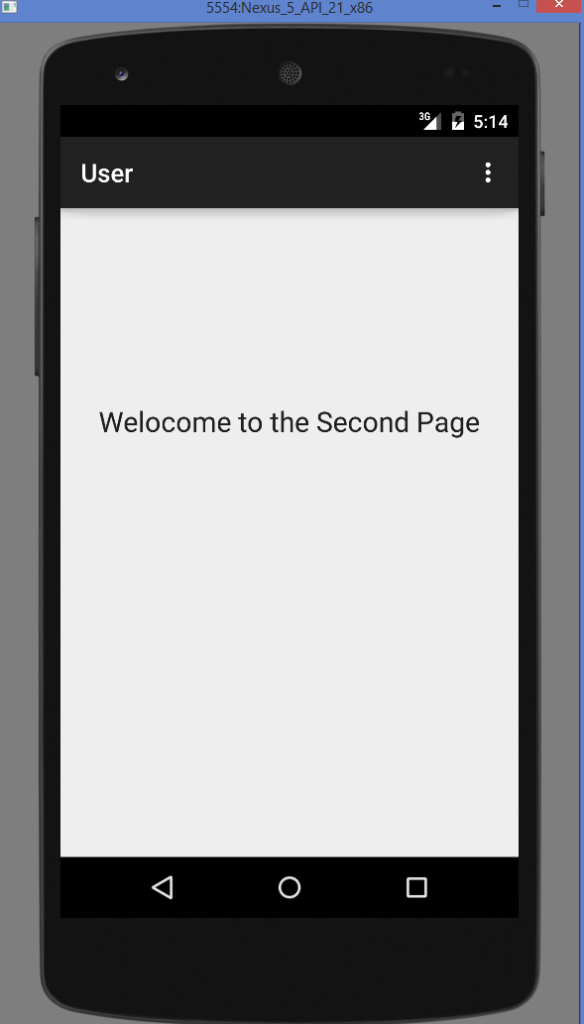 5554:Nexus_5_API_21_x86
3G 5:14
User
Welocome to the Second Page